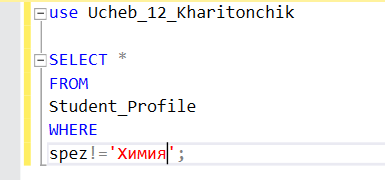 use Ucheb_12_Kharitonchik
SELECT *
FROM
Student_Profile
WHERE
spez!='Химия';